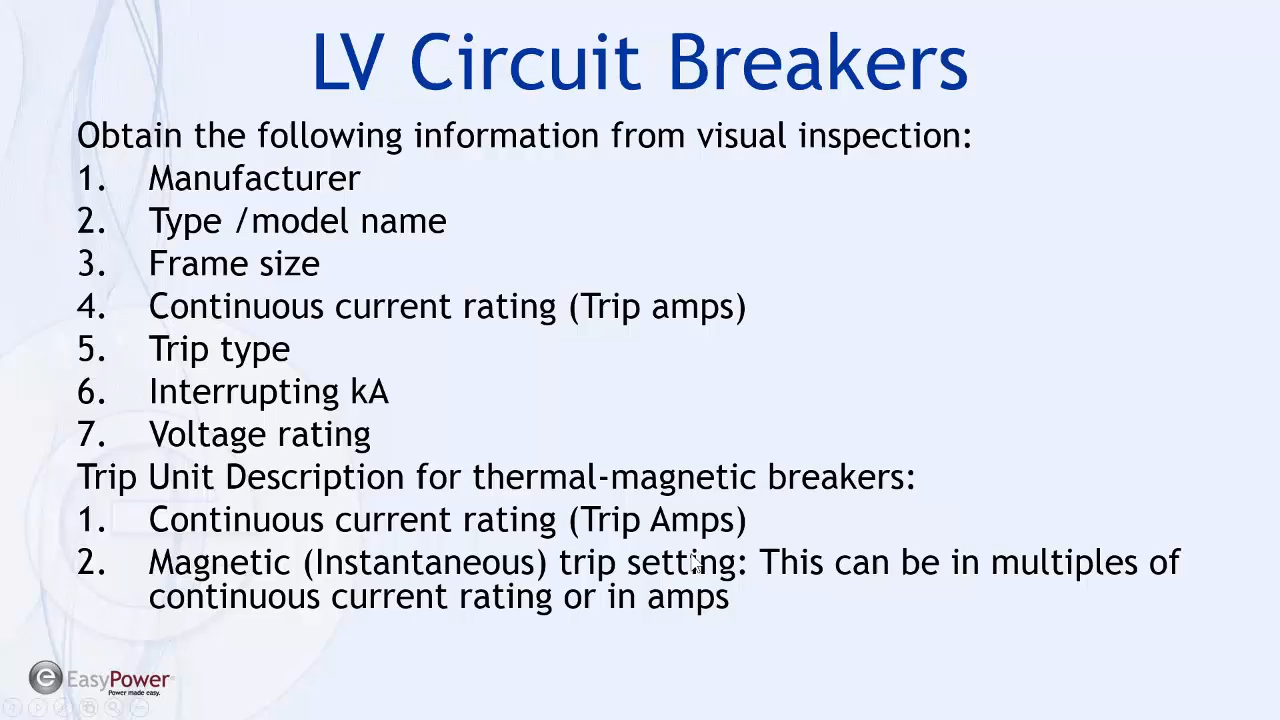 LV Circuit Breakers
Obtain the following information from visual inspection:
1. Manufacturer
2. Type /model name
3. Frame size
4. Continuous current rating (Trip amps)
5. Trip type
6. Interrupting kA
7. Voltage rating
Trip Unit Description for thermal-magnetic breakers:
1. Continuous current rating (Trip Amps)
2. Magnetic (Instantaneous) trip setting: This can be in multiples of
continuous current rating or in amps
EasyPower
Power made easy.